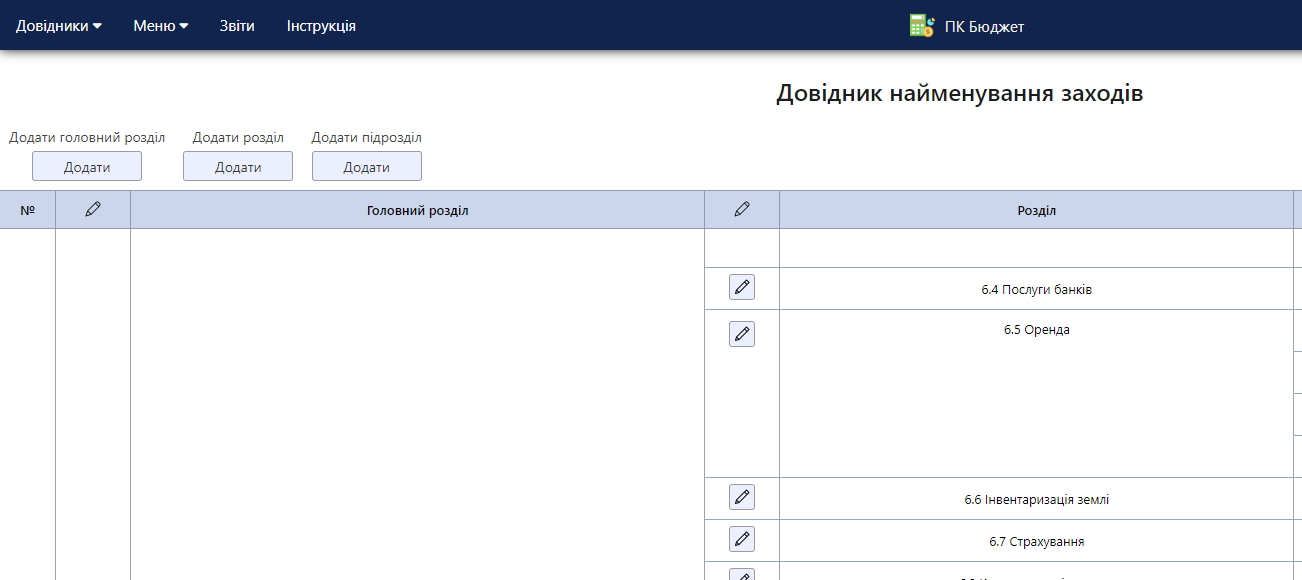 Довідники Меню Звіти Інструкція ПК Бюджет
Довідник найменування заходів
Додати головний розділ Додати розділ Додати підрозділ
Додати Додати Додати
№ Головний розділ Розділ
6.4 Послуги банків
6.5 Оренда
6.6 Інвентаризація землі
6.7 Страхування